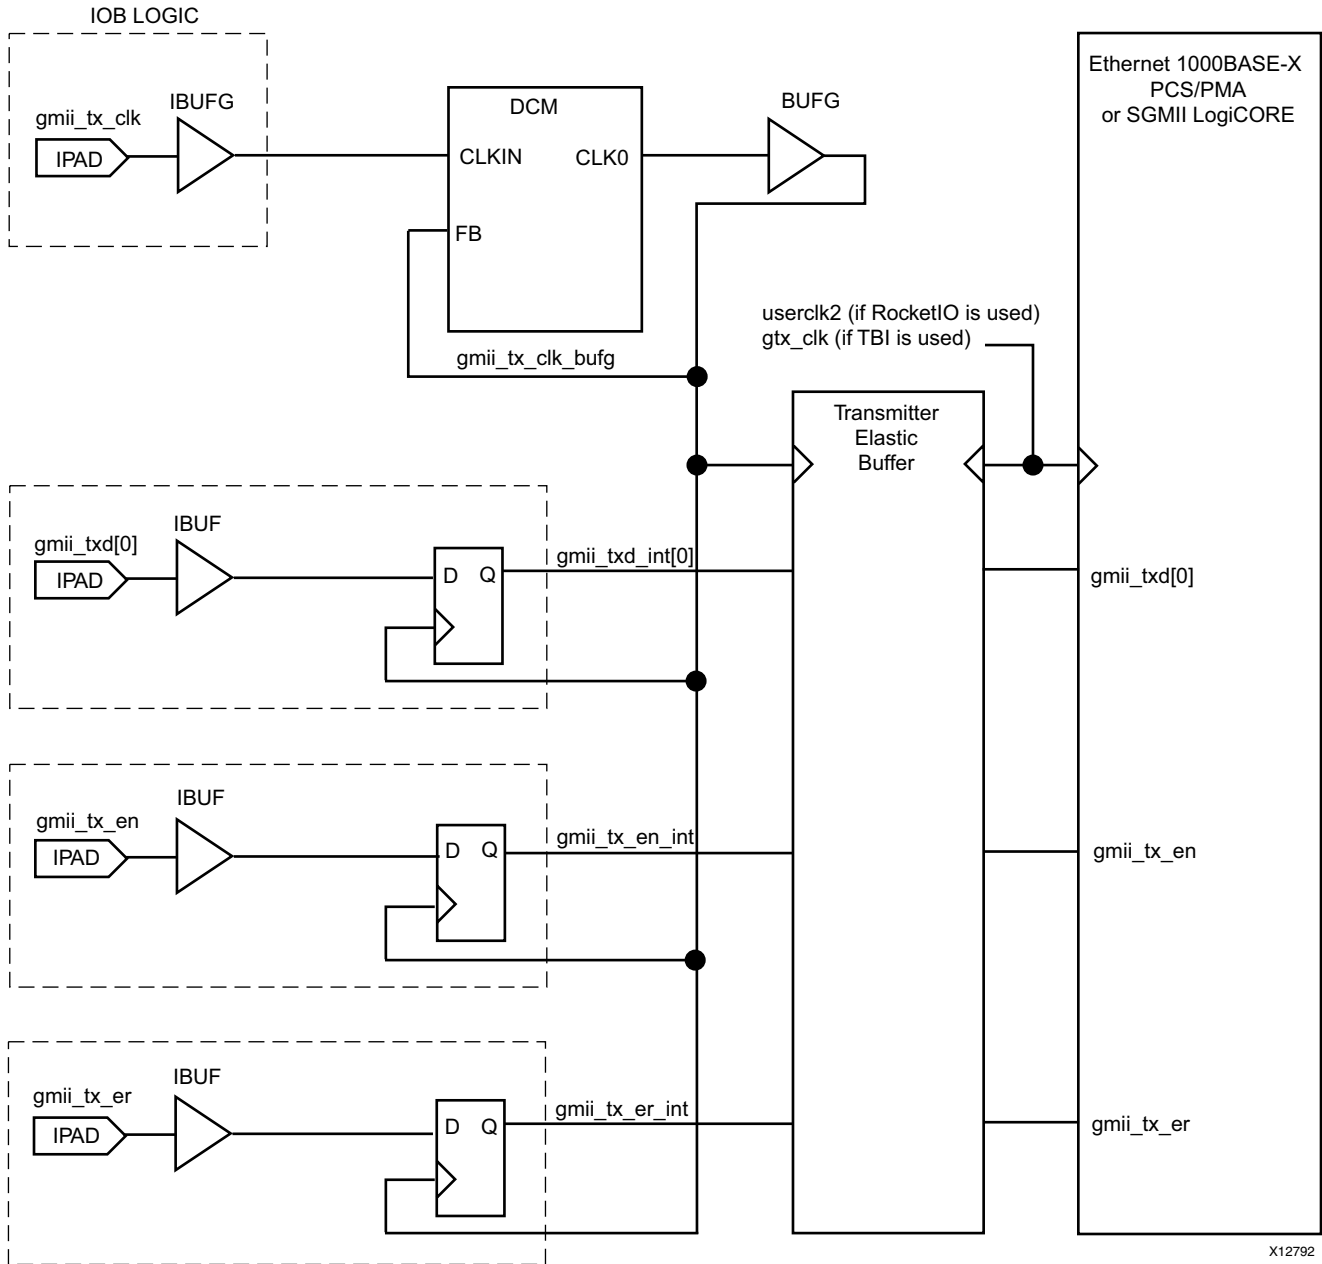 IOB LOGIC
gmii_tx_clk
IPAD
IBUFG
DCM
CLKIN
CLK0
FB
BUFG
Ethernet 1000BASE-X
PCS/PMA
or SGMII LogiCORE
gmii_tx_clk_bufg
userclk2 (if RocketIO is used)
gtx_clk (if TBI is used)
Transmitter
Elastic
Buffer
gmii_txd[0]
IPAD
IBUF
D Q
gmii_txd_int[0]
gmii_txd[0]
gmii_tx_en
IPAD
IBUF
D Q
gmii_tx_en_int
gmii_tx_en
gmii_tx_er
IPAD
IBUF
D Q
gmii_tx_er_int
gmii_tx_er
X12792